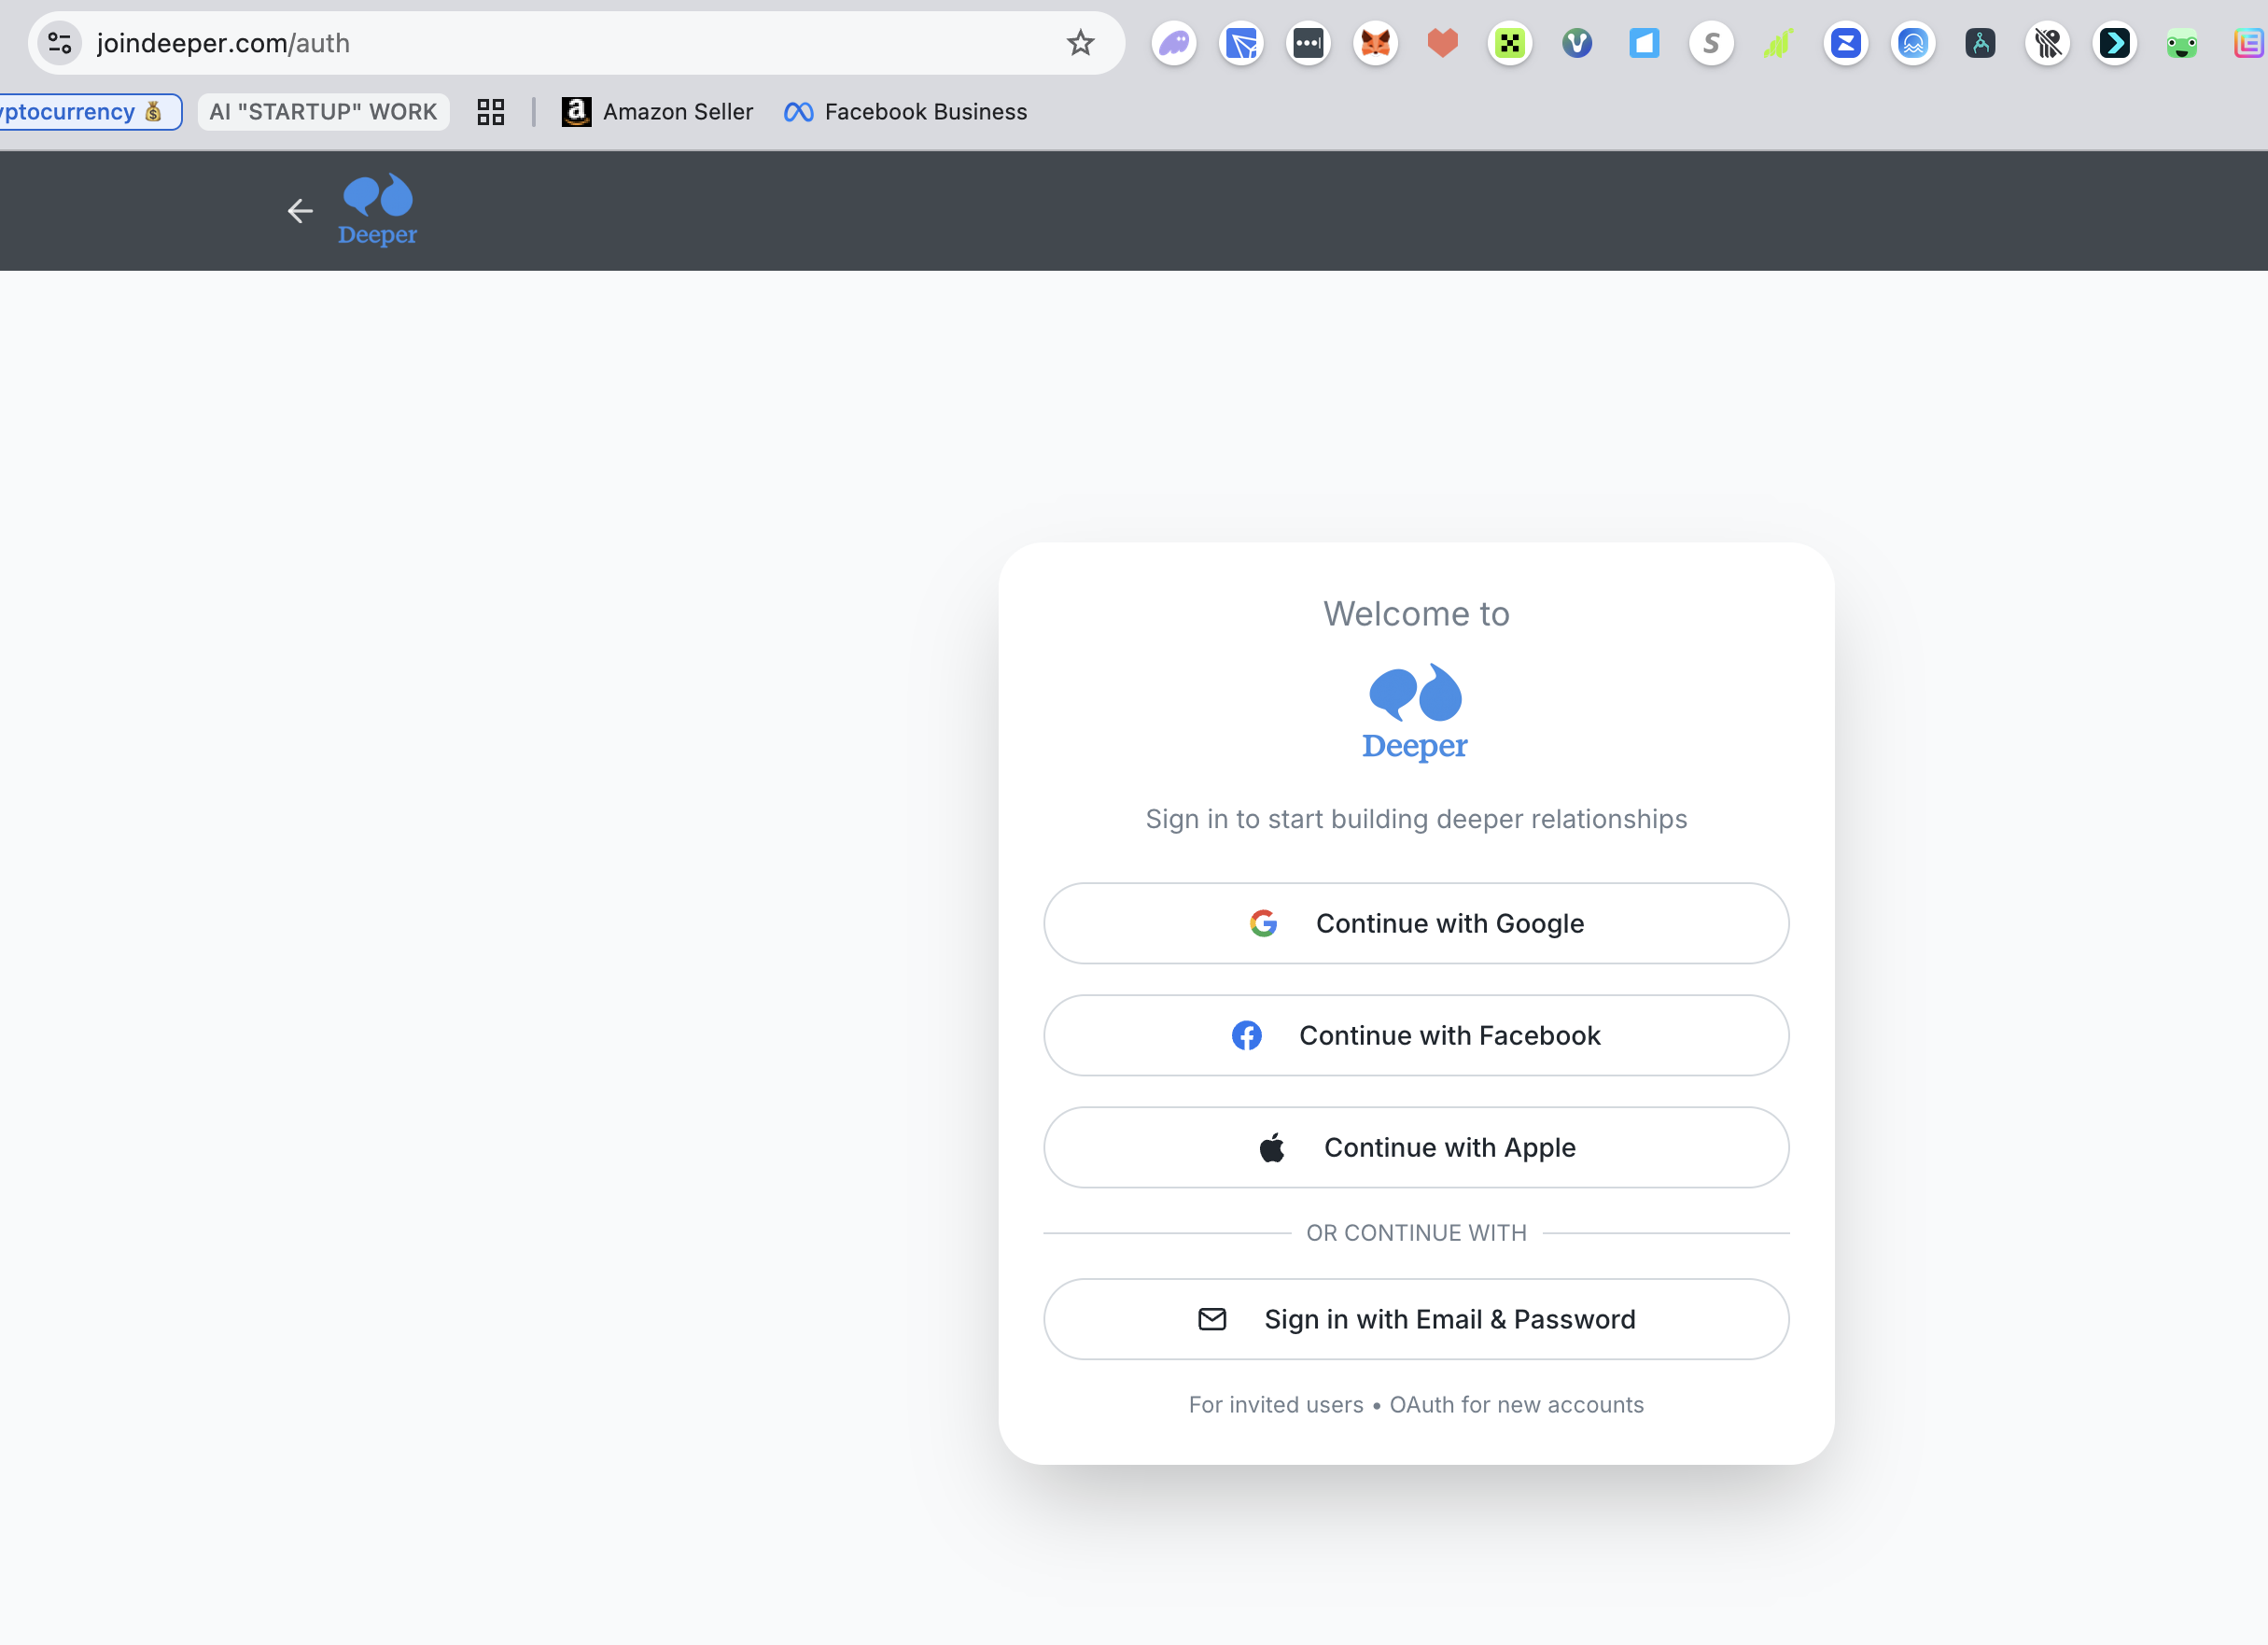 joindeeper.com/auth
yptocurrency 💰
AI "STARTUP" WORK
Amazon Seller
Facebook Business
Deeper
Welcome to
Deeper
Sign in to start building deeper relationships
Continue with Google
Continue with Facebook
Continue with Apple
OR CONTINUE WITH
Sign in with Email & Password
For invited users • OAuth for new accounts